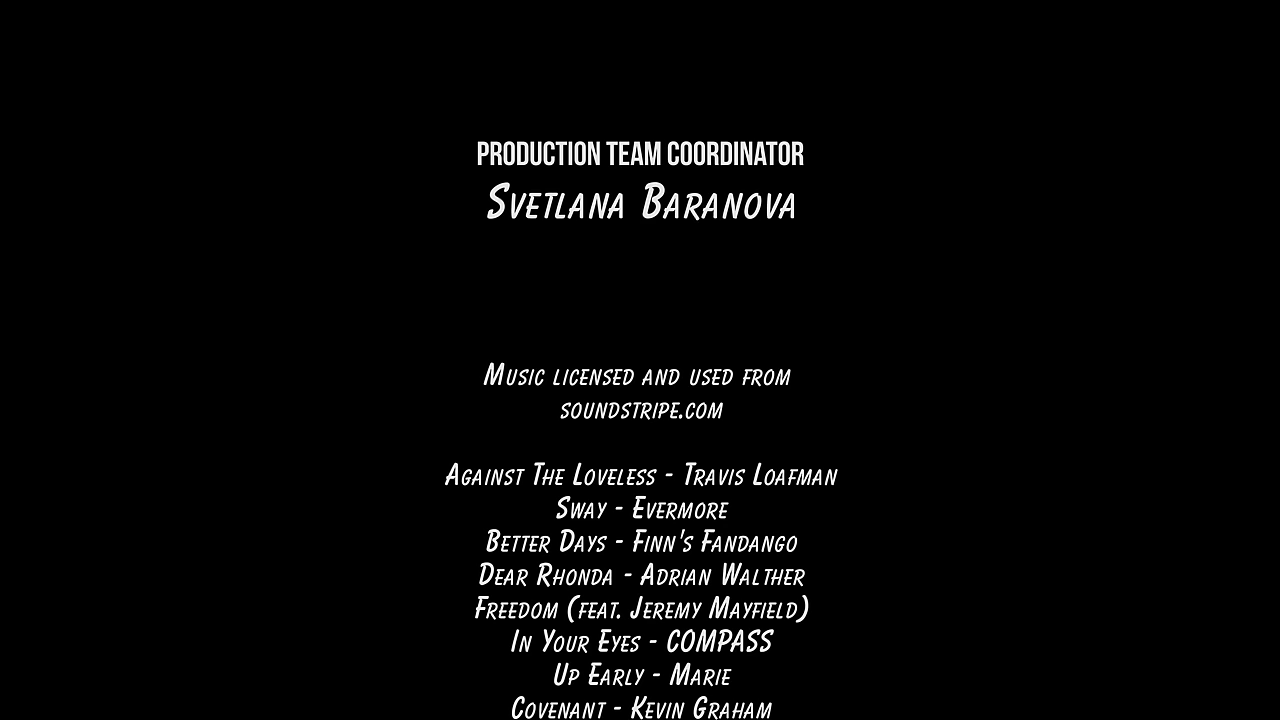 PRODUCTION TEAM COORDINATOR
Svetlana Baranova
Music licensed and used from
soundstripe.com
Against The Loveless - Travis Loafman
Sway - Evermore
Better Days - Finn's Fandango
Dear Rhonda - Adrian Walther
Freedom (feat. Jeremy Mayfield)
In Your Eyes - COMPASS
Up Early - Marie
Covenant - Kevin Graham